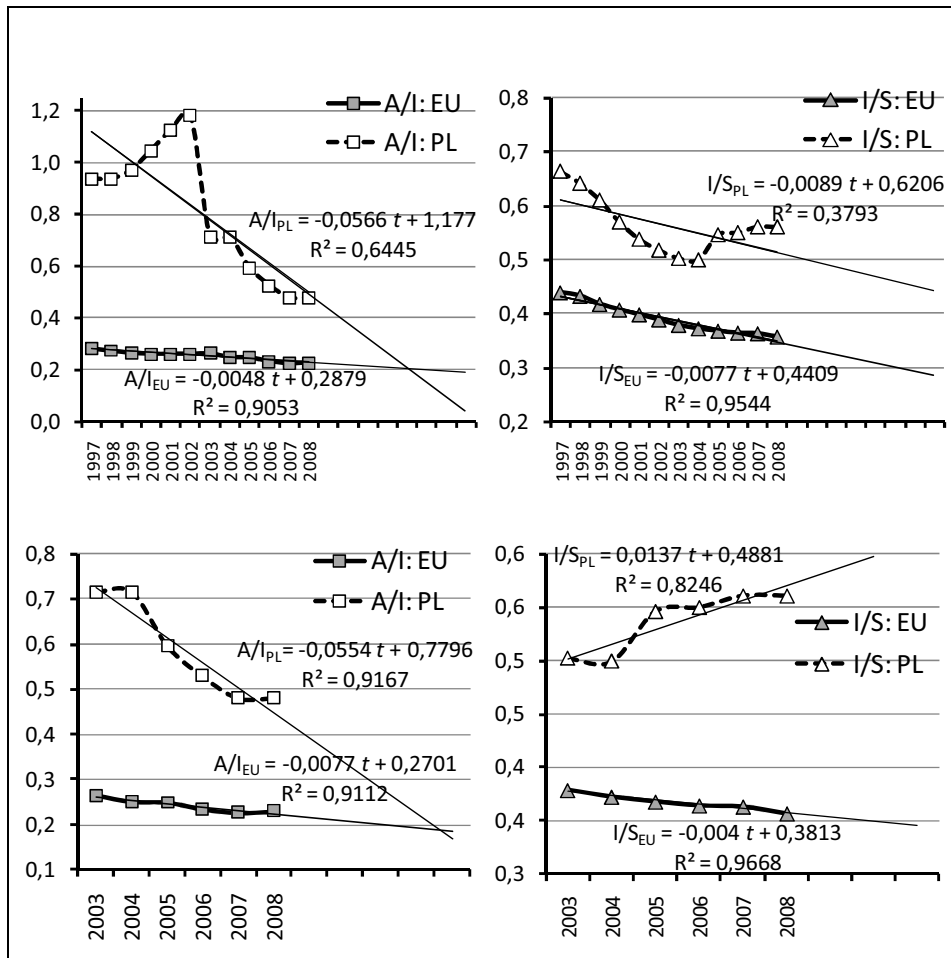 A/I: EU
A/I: PL
1,2
1,0
0,8
0,6
0,4
0,2
0,0
A/IPL = -0,0566 t + 1,177
R² = 0,6445
A/IEU = -0,0048 t + 0,2879
R² = 0,9053
1997
1998
1999
2000
2001
2002
2003
2004
2005
2006
2007
2008
I/S: EU
I/S: PL
0,8
0,7
0,6
0,5
0,4
0,3
0,2
I/SPL = -0,0089 t + 0,6206
R² = 0,3793
I/SEU = -0,0077 t + 0,4409
R² = 0,9544
1997
1998
1999
2000
2001
2002
2003
2004
2005
2006
2007
2008
A/I: EU
A/I: PL
0,8
0,7
0,6
0,5
0,4
0,3
0,2
0,1
A/IPL = -0,0554 t + 0,7796
R² = 0,9167
A/IEU = -0,0077 t + 0,2701
R² = 0,9112
2003
2004
2005
2006
2007
2008
0,6
0,6
0,5
0,5
0,4
0,4
0,3
I/SPL = 0,0137 t + 0,4881
R² = 0,8246
I/S: EU
I/S: PL
I/SEU = -0,004 t + 0,3813
R² = 0,9668
2003
2004
2005
2006
2007
2008